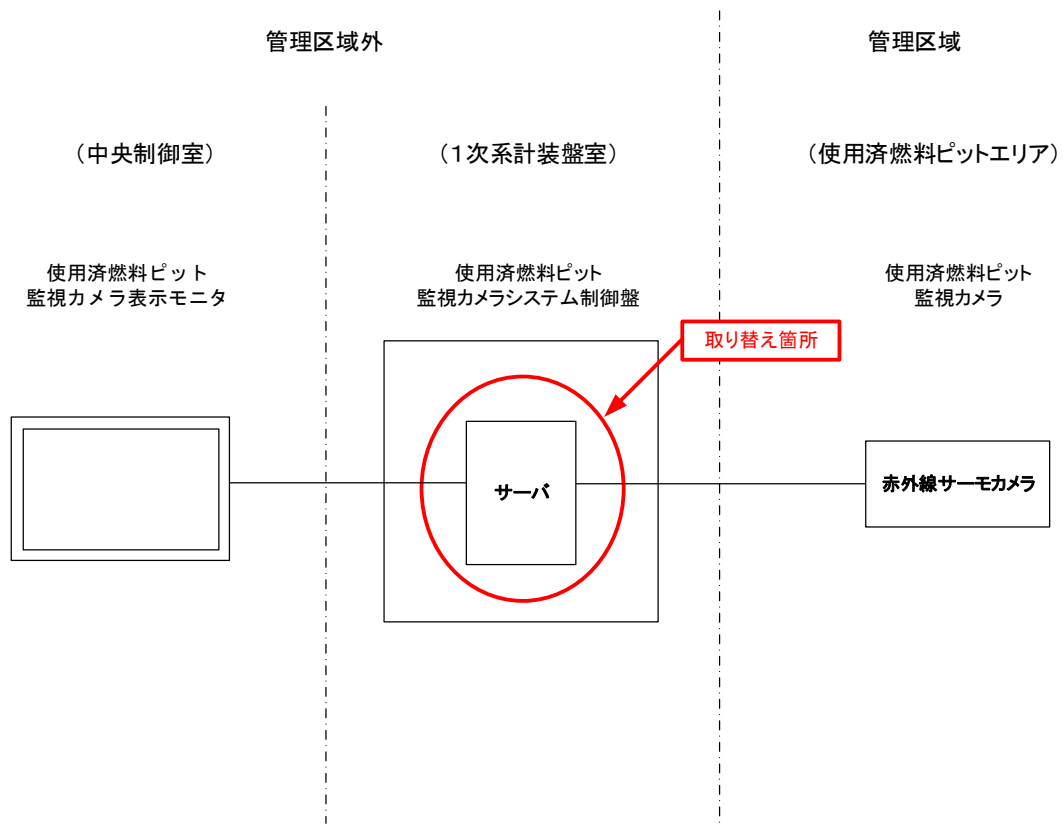 管理区域外
管理区域
（中央制御室）
（１次系計装盤室）
（使用済燃料ピットエリア）
使用済燃料ピット
監視カメラ表示モニタ
使用済燃料ピット
監視カメラシステム制御盤
使用済燃料ピット
監視カメラ
取り替え箇所
サーバ
赤外線サーモカメラ